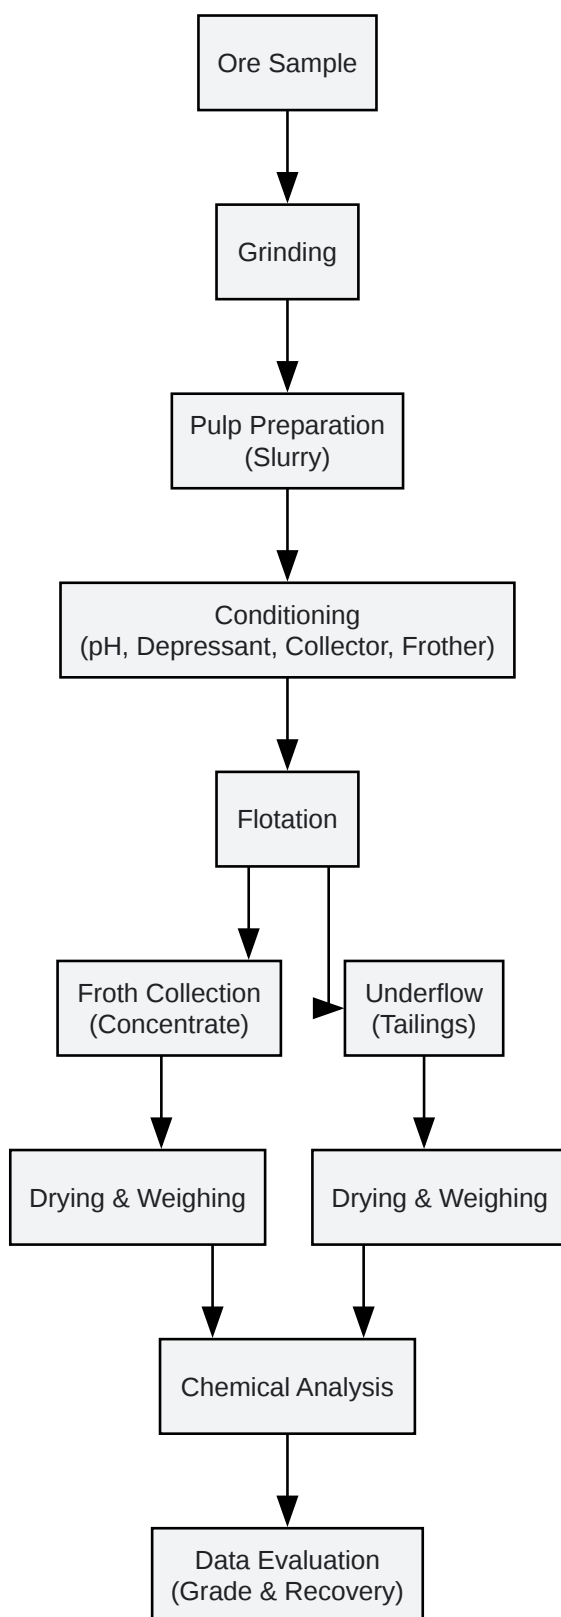 Ore Sample
Grinding
Pulp Preparation
(Slurry)
Conditioning
(pH, Depressant, Collector, Frother)
Flotation
Froth Collection
(Concentrate)
Underflow
(Tailings)
Drying & Weighing
Drying & Weighing
Chemical Analysis
Data Evaluation
(Grade & Recovery)